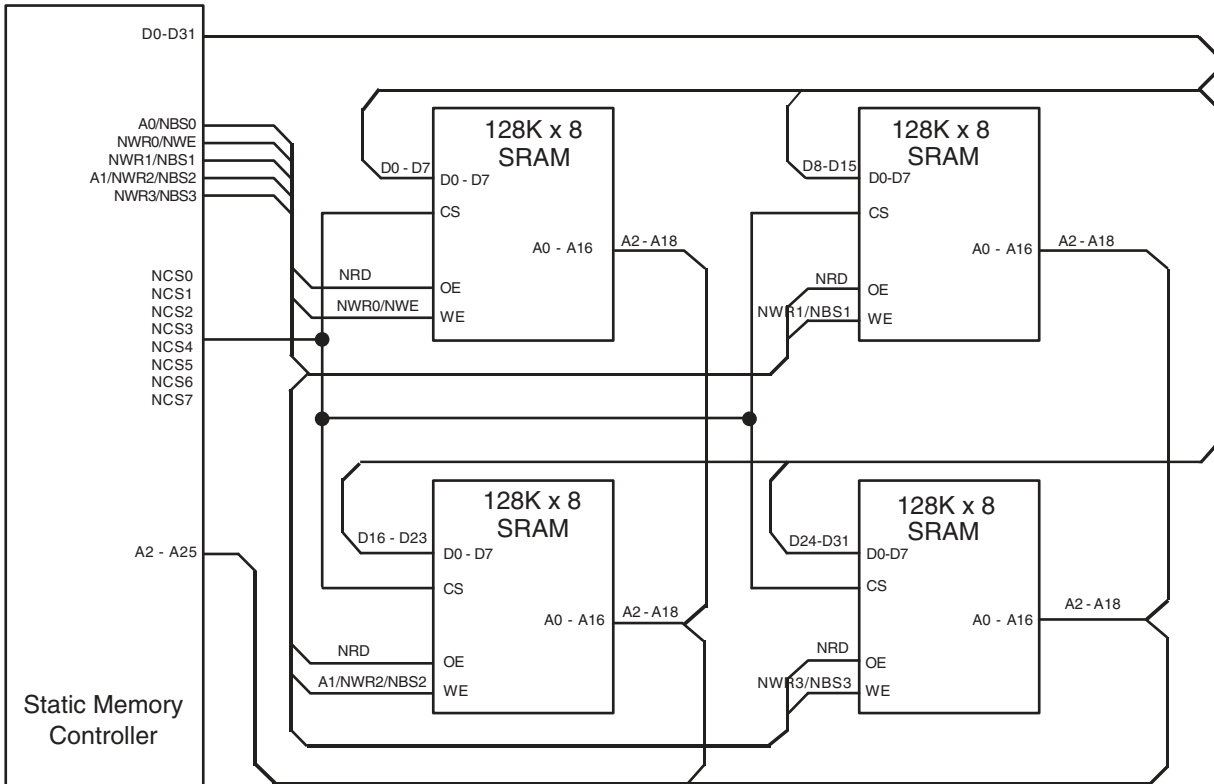 D0-D31
A0/NBS0
NWR0/NWE
NWR1/NBS1
A1/NWR2/NBS2
NWR3/NBS3
NCS0
NCS1
NCS2
NCS3
NCS4
NCS5
NCS6
NCS7
A2 - A25
Static Memory
Controller
128K x 8
SRAM
D0 - D7
D0 - D7
CS
A0 - A16
A2 - A18
NRD
OE
NWR0/NWE
WE
128K x 8
SRAM
D8-D15
D0-D7
CS
A0 - A16
A2 - A18
NRD
OE
NWR1/NBS1
WE
128K x 8
SRAM
D16 - D23
D0 - D7
CS
A0 - A16
A2 - A18
NRD
OE
A1/NWR2/NBS2
WE
128K x 8
SRAM
D24-D31
D0-D7
CS
A0 - A16
A2 - A18
NRD
OE
NWR3/NBS3
WE